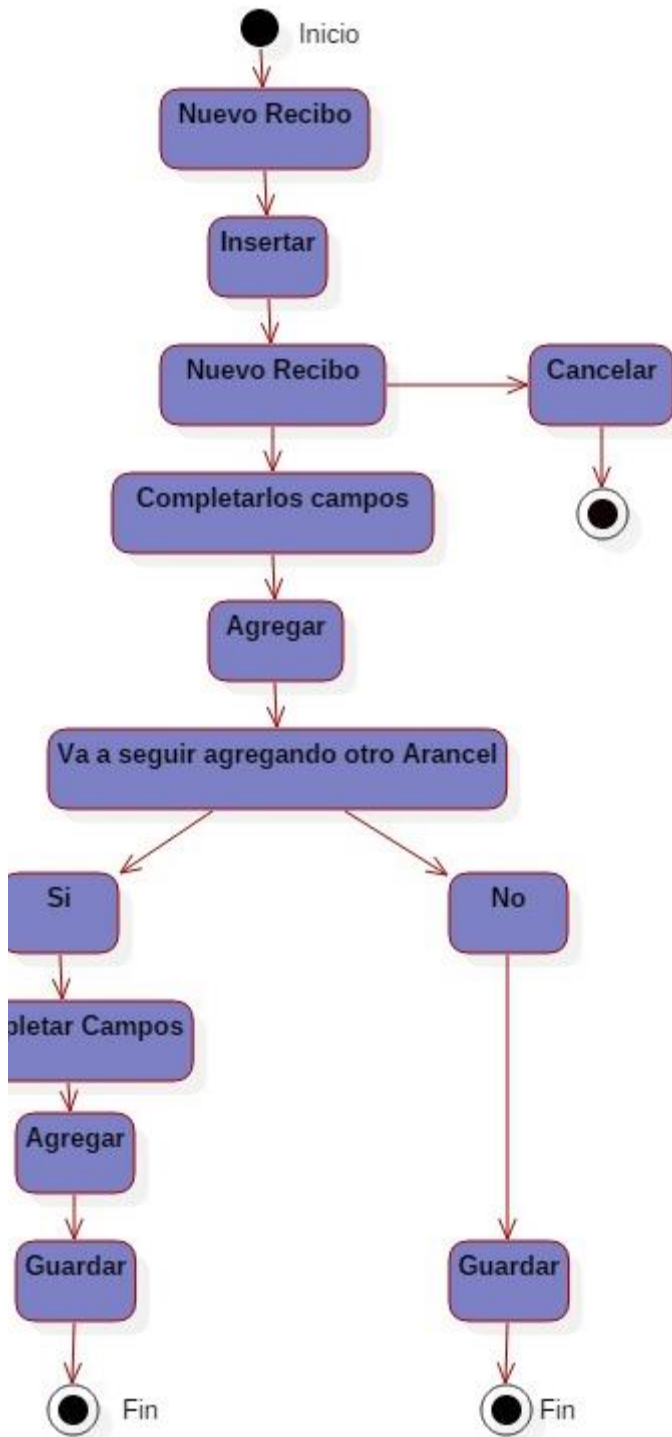 Inicio
Nuevo Recibo
Insertar
Nuevo Recibo
Cancelar
Completarlos campos
Agregar
Va a seguir agregando otro Arancel
Si
No
pletar Campos
Agregar
Guardar
Guardar
Fin
Fin